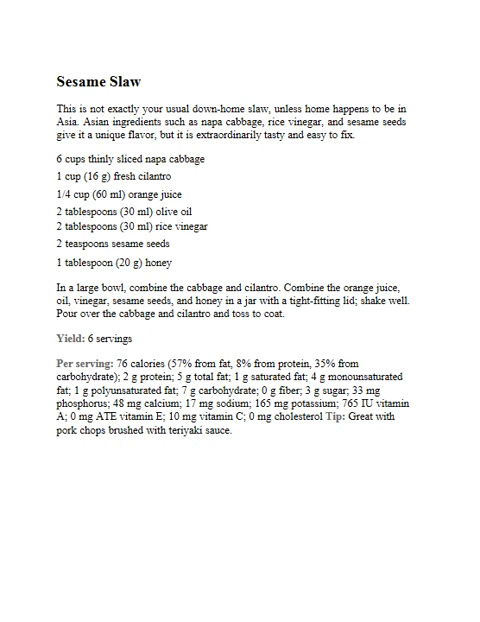 Sesame Slaw
This is not exactly your usual down-home slaw, unless home happens to be in
Asia. Asian ingredients such as napa cabbage, rice vinegar, and sesame seeds
give it a unique flavor, but it is extraordinarily tasty and easy to fix.
6 cups thinly sliced napa cabbage
1 cup (16 g) fresh cilantro
1/4 cup (60 ml) orange juice
2 tablespoons (30 ml) olive oil
2 tablespoons (30 ml) rice vinegar
2 teaspoons sesame seeds
1 tablespoon (20 g) honey
In a large bowl, combine the cabbage and cilantro. Combine the orange juice,
oil, vinegar, sesame seeds, and honey in a jar with a tight-fitting lid; shake well.
Pour over the cabbage and cilantro and toss to coat.
Yield: 6 servings
Per serving: 76 calories (57% from fat, 8% from protein, 35% from
carbohydrate); 2 g protein; 5 g total fat; 1 g saturated fat; 4 g monounsaturated
fat; 1 g polyunsaturated fat; 7 g carbohydrate; 0 g fiber; 3 g sugar; 33 mg
phosphorus; 48 mg calcium; 17 mg sodium; 165 mg potassium; 765 IU vitamin
A; 0 mg ATE vitamin E; 10 mg vitamin C; 0 mg cholesterol Tip: Great with
pork chops brushed with teriyaki sauce.